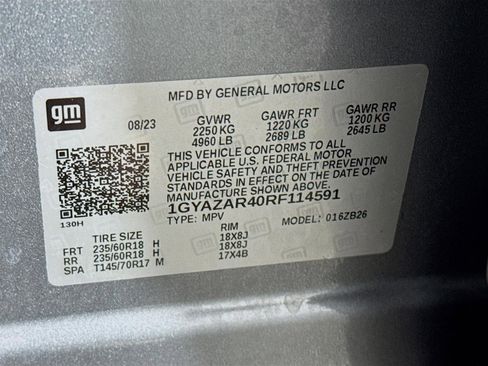 MFD BY GENERAL MOTORS LLC
gm
08/23 GVWR GAWR FRT GAWR RR
2250 KG 1220 KG 1200 KG
4960 LB 2689 LB 2645 LB
THIS VEHICLE CONFORMS TO ALL
APPLICABLE U.S. FEDERAL MOTOR
VEHICLE SAFETY AND THEFT PREVENTION
STANDARDS IN EFFECT ON THE DATE OF
MANUFACTURE SHOWN ABOVE.
1GYAZAR40RF114591
130H TYPE: MPV MODEL: 016ZB26
TIRE SIZE RIM
FRT 235/60R18 H 18X8J
RR 235/60R18 H 18X8J
SPA T145/70R17 M 17X4B